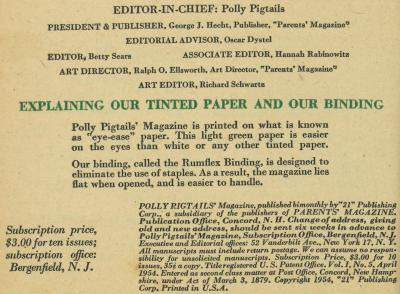 EDITOR-IN-CHIEF: Polly Pigtails
PRESIDENT & PUBLISHER, George J. Hecht, Publisher, "Parents' Magazine"
EDITORIAL ADVISOR, Oscar Dystel
EDITOR, Betty Sears ASSOCIATE EDITOR, Hannah Rabinowitz
ART DIRECTOR, Ralph O. Ellsworth, Art Director, "Parents' Magazine"
ART EDITOR, Richard Schwartz
EXPLAINING OUR TINTED PAPER AND OUR BINDING
Polly Pigtails' Magazine is printed on what is known
as "eye-ease" paper. This light green paper is easier
on the eyes than white or any other tinted paper.
Our binding, called the Rumflex Binding, is designed to
eliminate the use of staples. As a result, the magazine lies
flat when opened, and is easier to handle.
Subscription price,
$3.00 for ten issues;
subscription office:
Bergenfield, N. J.
POLLY PIGTAILS' Magazine, published bimonthly by "21" Publishing
Corp., a subsidiary of the publishers of PARENTS' MAGAZINE.
Publication Office, Concord, N. H. Change of address, giving
old and new address, should be sent six weeks in advance to
Polly Pigtails' Magazine, Subscription Office, Bergenfield, N. J.
Executive and Editorial offices: 52 Vanderbilt Ave., New York 17, N. Y.
All manuscripts must include return postage. We can assume no respon-
sibility for unsolicited manuscripts. Subscription Price, $3.00 for 10
issues, 35¢ a copy. Title registered U. S. Patent Office. Vol. 1, No. 5, April
1954. Entered as second class matter at Post Office, Concord, New Hamp-
shire, under Act of March 3, 1879. Copyright 1954, "21" Publishing
Corp. Printed in U.S.A.